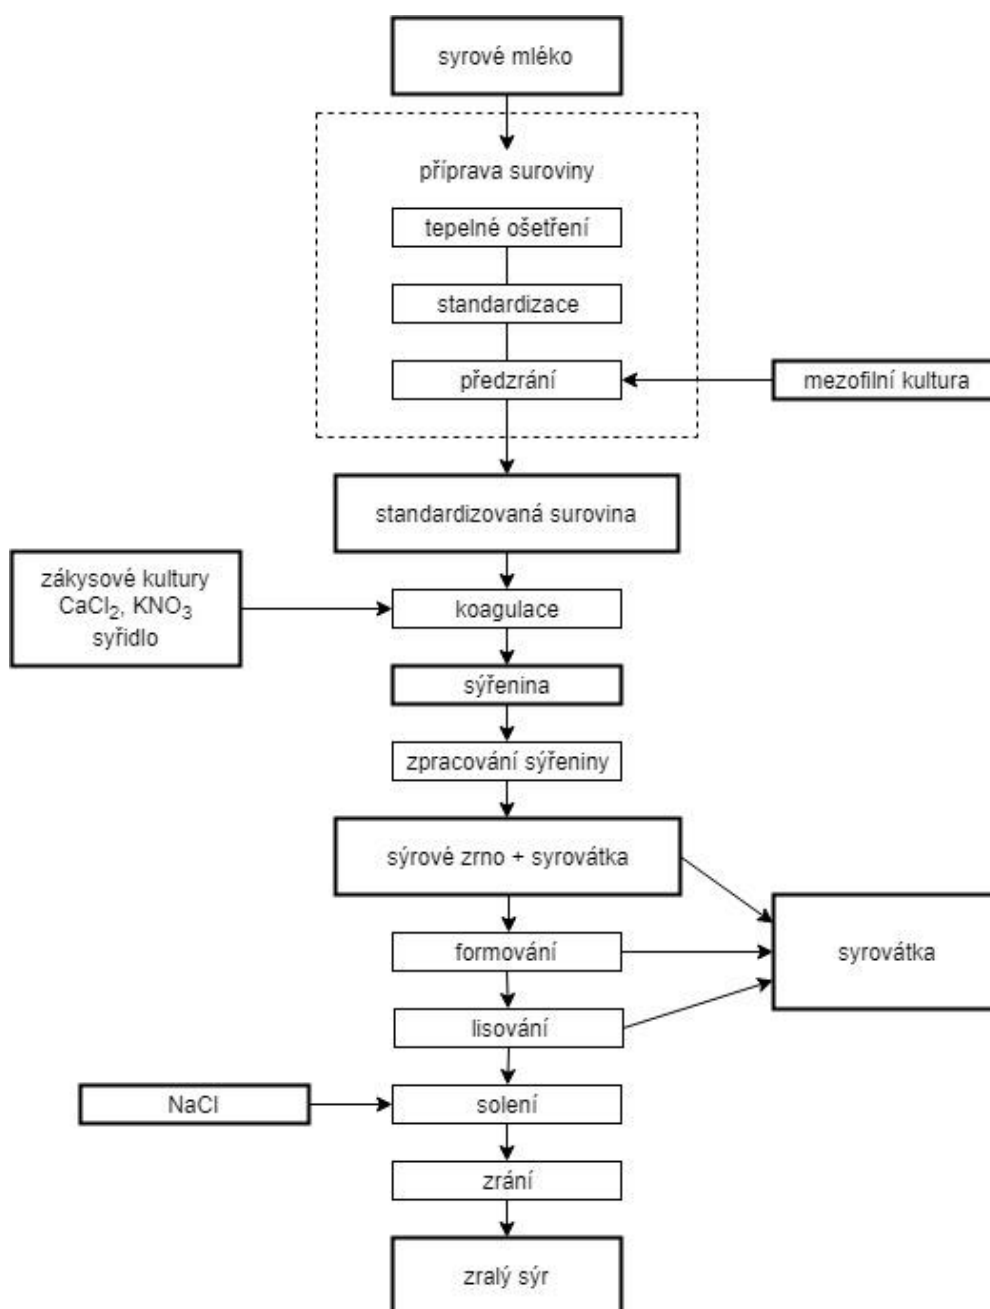 syrové mléko
příprava suroviny
tepelné ošetření
standardizace
předzrání
mezofilní kultura
standardizovaná surovina
zákysové kultury
CaCl₂, KNO₃
syřidlo
koagulace
sýřenina
zpracování sýřeniny
sýrové zrno + syrovátka
formování
syrovátka
lisování
NaCl
solení
zrání
zralý sýr